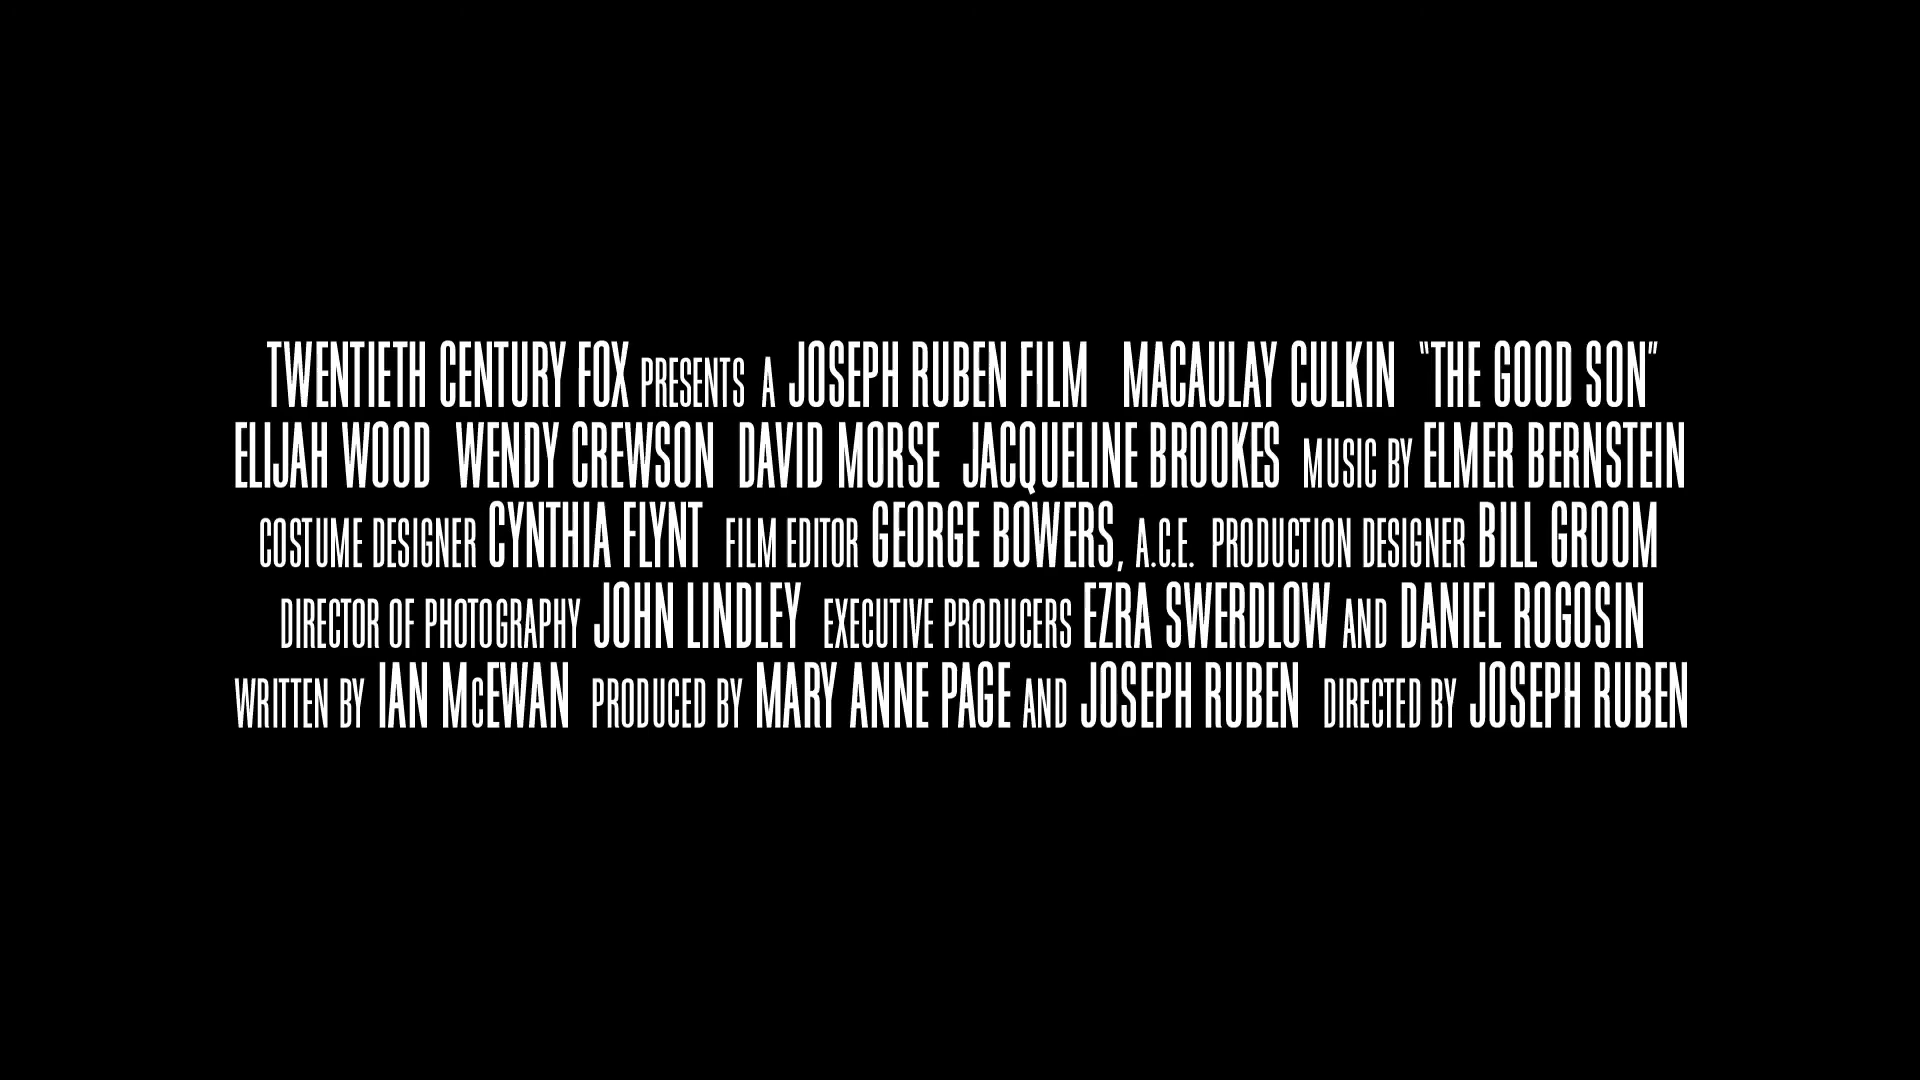 TWENTIETH CENTURY FOX PRESENTS A JOSEPH RUBEN FILM MACAULAY CULKIN "THE GOOD SON"
ELIJAH WOOD WENDY CREWSON DAVID MORSE JACQUELINE BROOKES MUSIC BY ELMER BERNSTEIN
COSTUME DESIGNER CYNTHIA FLYNT FILM EDITOR GEORGE BOWERS, A.C.E. PRODUCTION DESIGNER BILL GROOM
DIRECTOR OF PHOTOGRAPHY JOHN LINDLEY EXECUTIVE PRODUCERS EZRA SWERDLOW AND DANIEL ROGOSIN
WRITTEN BY IAN McEWAN PRODUCED BY MARY ANNE PAGE AND JOSEPH RUBEN DIRECTED BY JOSEPH RUBEN